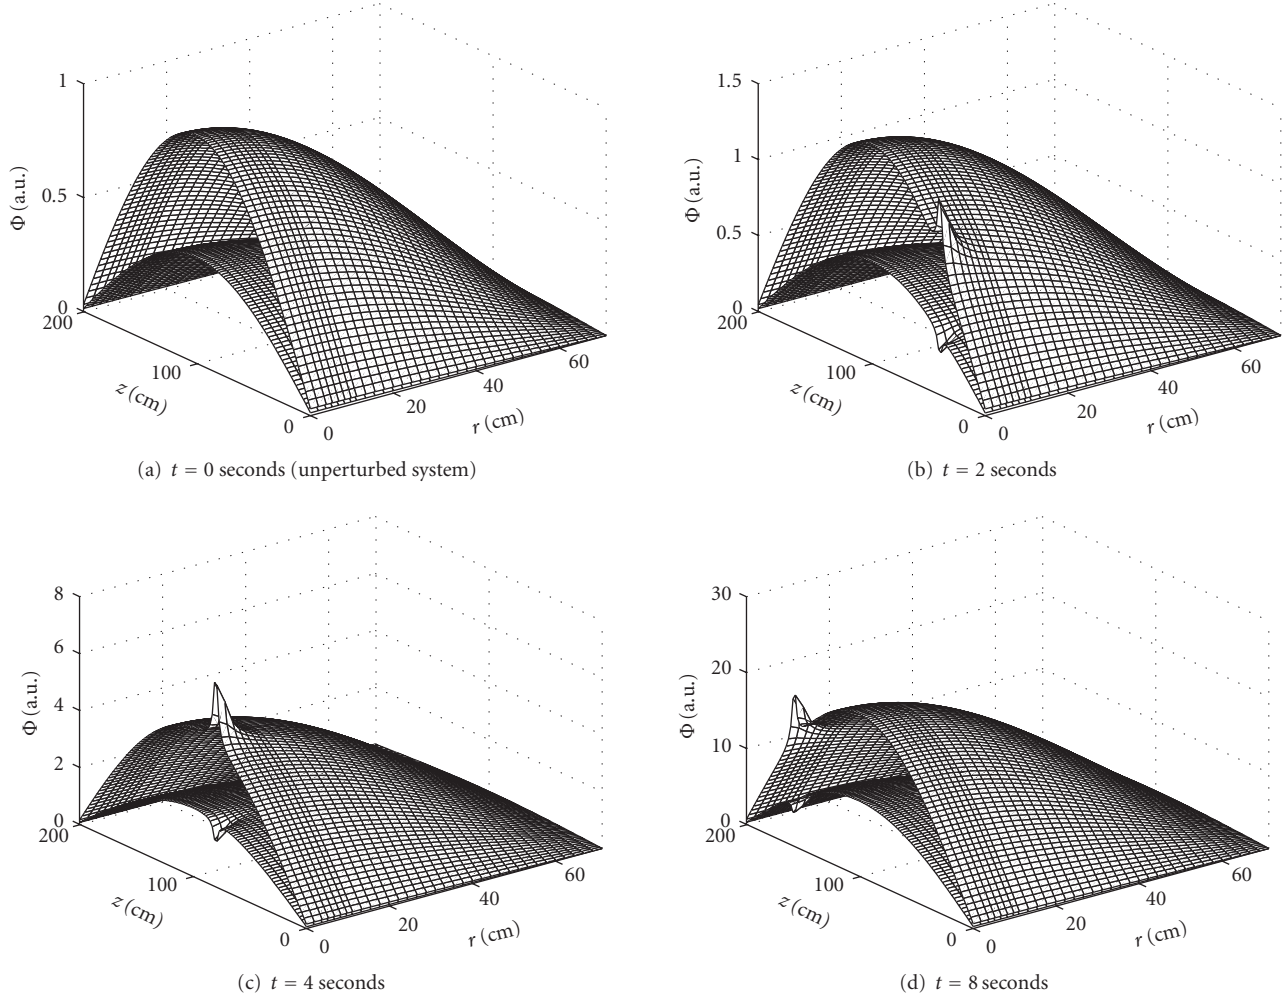 1
0.5
0
Φ (a.u.)
200
100
0
z (cm)
0
20
40
60
r (cm)
(a) t = 0 seconds (unperturbed system)
1.5
1
0.5
0
Φ (a.u.)
200
100
0
z (cm)
0
20
40
60
r (cm)
(b) t = 2 seconds
8
6
4
2
0
Φ (a.u.)
200
100
0
z (cm)
0
20
40
60
r (cm)
(c) t = 4 seconds
30
20
10
0
Φ (a.u.)
200
100
0
z (cm)
0
20
40
60
r (cm)
(d) t = 8 seconds